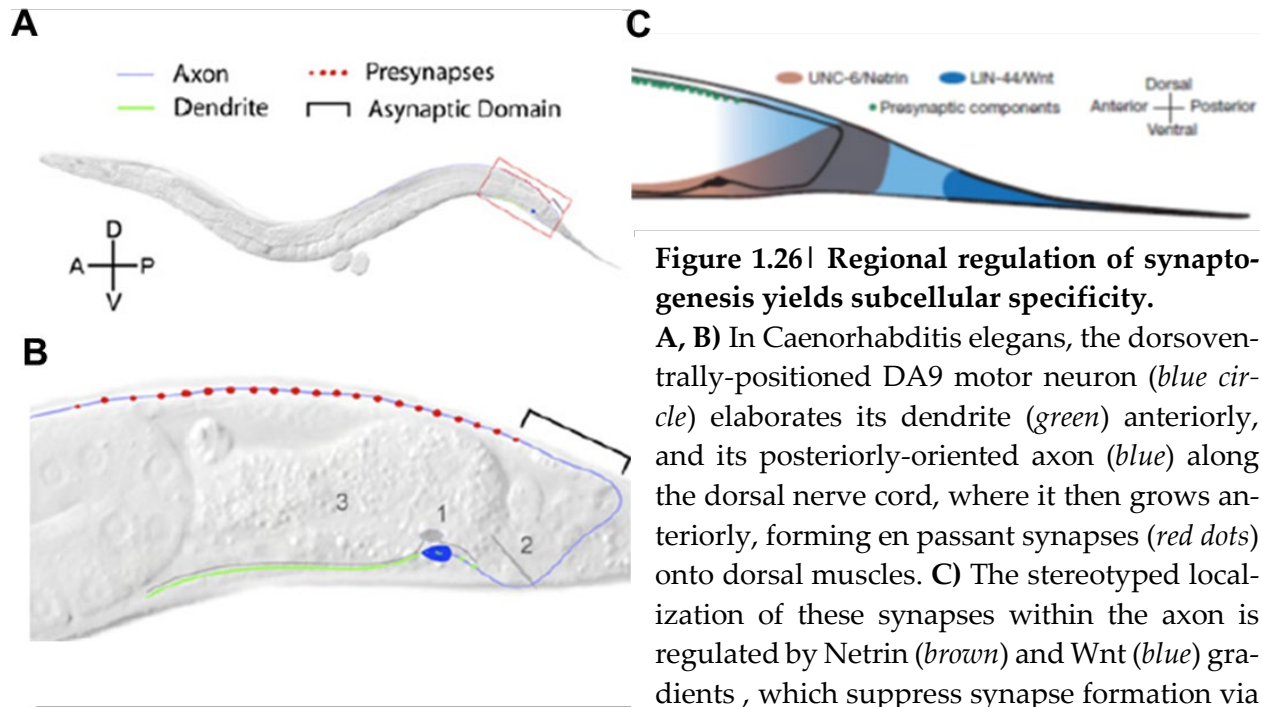 A
Axon
Presynapses
Dendrite
Asynaptic Domain
D
A
P
V
B
3
1
2
C
UNC-6/Netrin
LIN-44/Wnt
Presynaptic components
Dorsal
Anterior
Posterior
Ventral
Figure 1.26| Regional regulation of synapto-
genesis yields subcellular specificity.
A, B) In Caenorhabditis elegans, the dorsoven-
trally-positioned DA9 motor neuron (blue cir-
cle) elaborates its dendrite (green) anteriorly,
and its posteriorly-oriented axon (blue) along
the dorsal nerve cord, where it then grows an-
teriorly, forming en passant synapses (red dots)
onto dorsal muscles. C) The stereotyped local-
ization of these synapses within the axon is
regulated by Netrin (brown) and Wnt (blue) gra-
dients , which suppress synapse formation via